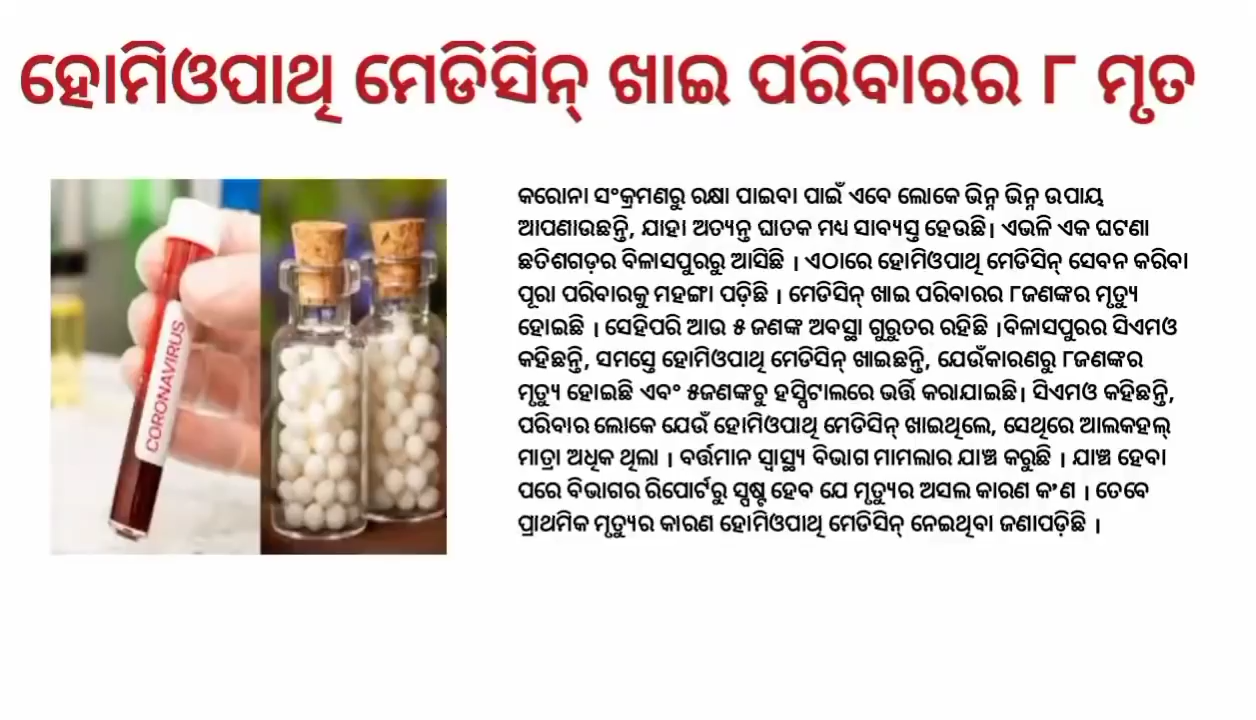 ହୋମିଓପାଥି ମେଡିସିନ୍ ଖାଇ ପରିବାରର ୮ ମୃତ
CORONAVIRUS
କରୋନା ସଂକ୍ରମଣରୁ ରକ୍ଷା ପାଇବା ପାଇଁ ଏବେ ଲୋକେ ଭିନ୍ନ ଭିନ୍ନ ଉପାୟ
ଆପଣାଉଛନ୍ତି, ଯାହା ଅତ୍ୟନ୍ତ ଘାତକ ମଧ୍ୟ ସାବ୍ୟସ୍ତ ହେଉଛି। ଏଭଳି ଏକ ଘଟଣା
ଛତିଶଗଡ଼ର ବିଳାସପୁରରୁ ଆସିଛି । ଏଠାରେ ହୋମିଓପାଥି ମେଡିସିନ୍ ସେବନ କରିବା
ପୂରା ପରିବାରକୁ ମହଙ୍ଗା ପଡ଼ିଛି । ମେଡିସିନ୍ ଖାଇ ପରିବାରର ୮ଜଣଙ୍କର ମୃତ୍ୟୁ
ହୋଇଛି । ସେହିପରି ଆଉ ୫ ଜଣଙ୍କ ଅବସ୍ଥା ଗୁରୁତର ରହିଛି ।ବିଳାସପୁରର ସିଏମଓ
କହିଛନ୍ତି, ସମସ୍ତେ ହୋମିଓପାଥି ମେଡିସିନ୍ ଖାଇଛନ୍ତି, ଯେଉଁକାରଣରୁ ୮ଜଣଙ୍କର
ମୃତ୍ୟୁ ହୋଇଛି ଏବଂ ୫ଜଣଙ୍କଚୁ ହସ୍ପିଟାଲରେ ଭର୍ତ୍ତି କରାଯାଇଛି। ସିଏମଓ କହିଛନ୍ତି,
ପରିବାର ଲୋକେ ଯେଉଁ ହୋମିଓପାଥି ମେଡିସିନ୍ ଖାଇଥିଲେ, ସେଥିରେ ଆଲକହଲ୍
ମାତ୍ରା ଅଧିକ ଥିଲା । ବର୍ତ୍ତମାନ ସ୍ୱାସ୍ଥ୍ୟ ବିଭାଗ ମାମଲାର ଯାଞ୍ଚ କରୁଛି । ଯାଞ୍ଚ ହେବା
ପରେ ବିଭାଗର ରିପୋର୍ଟରୁ ସ୍ପଷ୍ଟ ହେବ ଯେ ମୃତ୍ୟୁର ଅସଲ କାରଣ କ’ଣ । ତେବେ
ପ୍ରାଥମିକ ମୃତ୍ୟୁର କାରଣ ହୋମିଓପାଥି ମେଡିସିନ୍ ନେଇଥିବା ଜଣାପଡ଼ିଛି ।